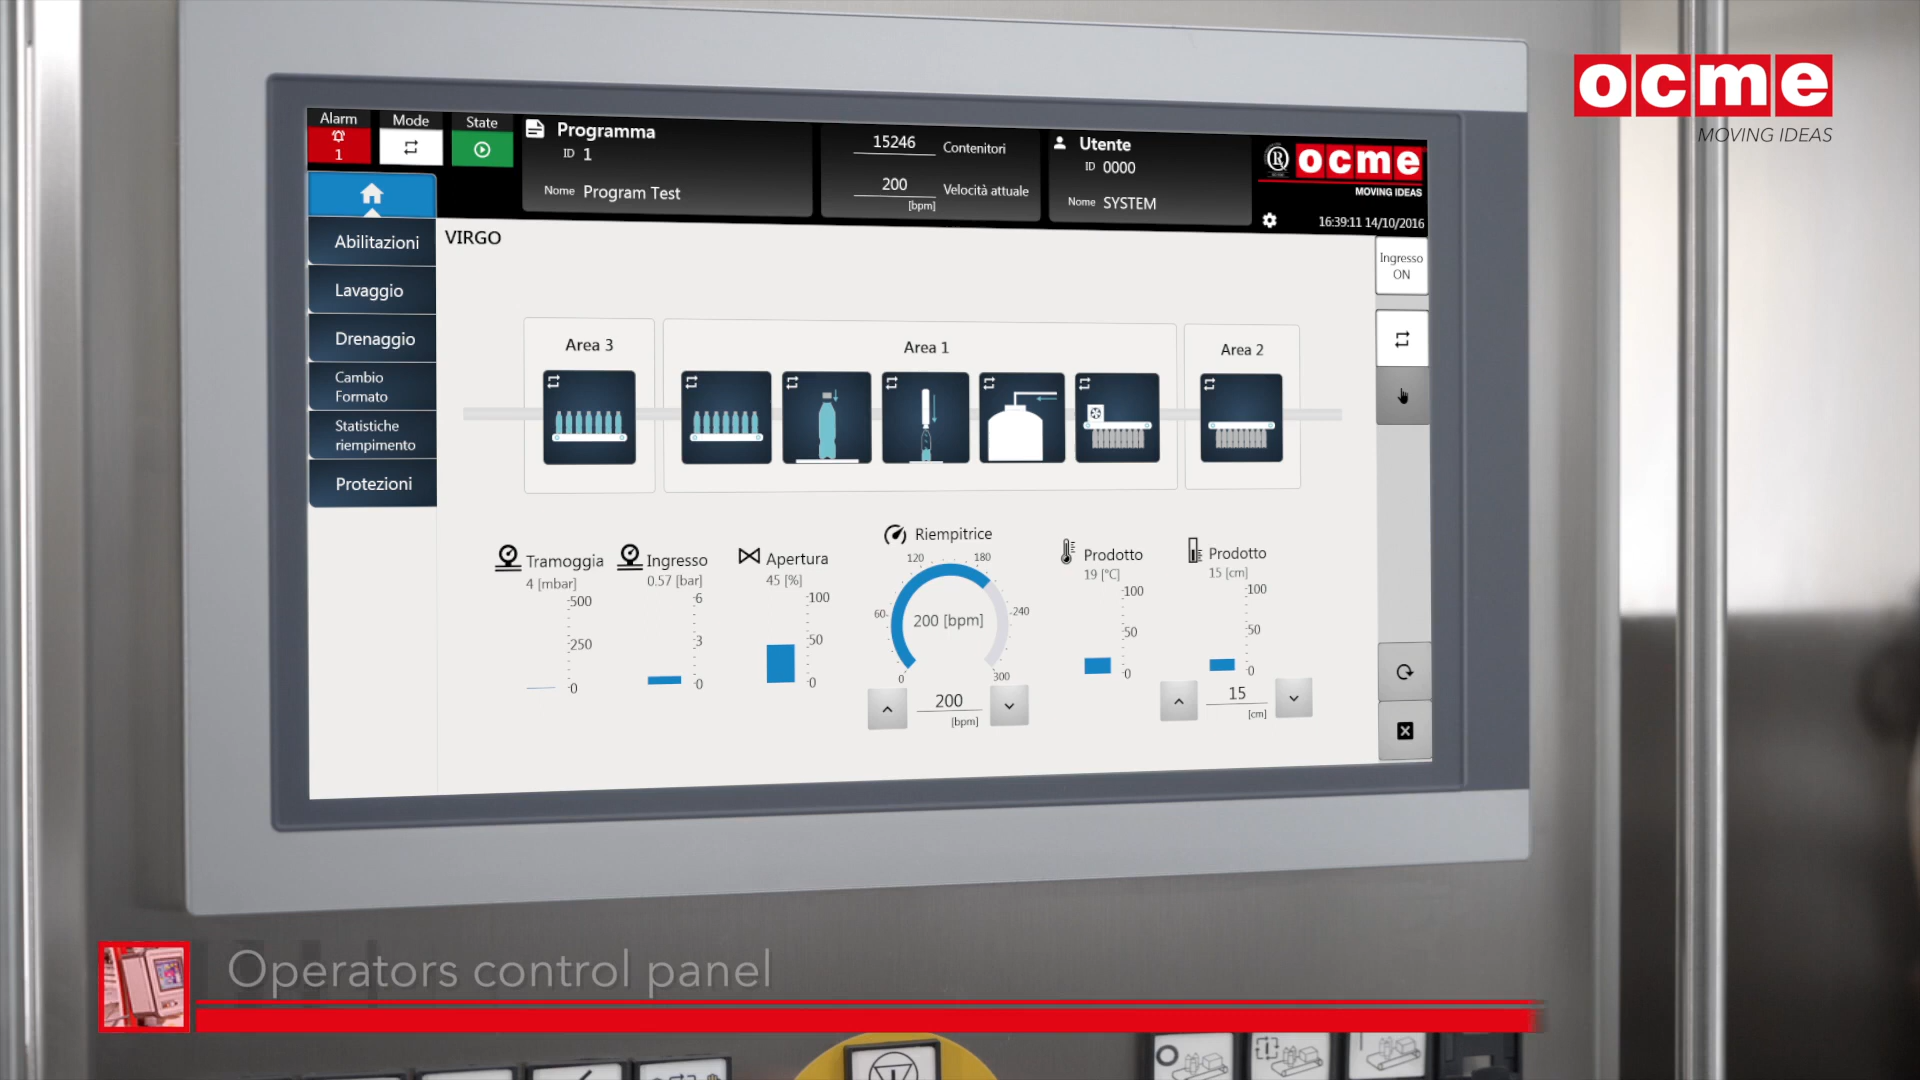 ocme
MOVING IDEAS
Alarm
1
Mode
State
Programma
ID 1
Nome Program Test
15246 Contenitori
200 Velocità attuale
[bpm]
Utente
ID 0000
Nome SYSTEM
R
ocme
MOVING IDEAS
16:39:11 14/10/2016
Abilitazioni
Lavaggio
Drenaggio
Cambio
Formato
Statistiche
riempimento
Protezioni
VIRGO
Ingresso
ON
Area 3
Area 1
Area 2
Tramoggia
4 [mbar]
500
250
0
Ingresso
0.57 [bar]
6
3
0
Apertura
45 [%]
100
50
0
Riempitrice
120
180
60
240
200 [bpm]
0
300
200
[bpm]
Prodotto
19 [°C]
100
50
0
Prodotto
15 [cm]
100
50
0
15
[cm]
Operators control panel